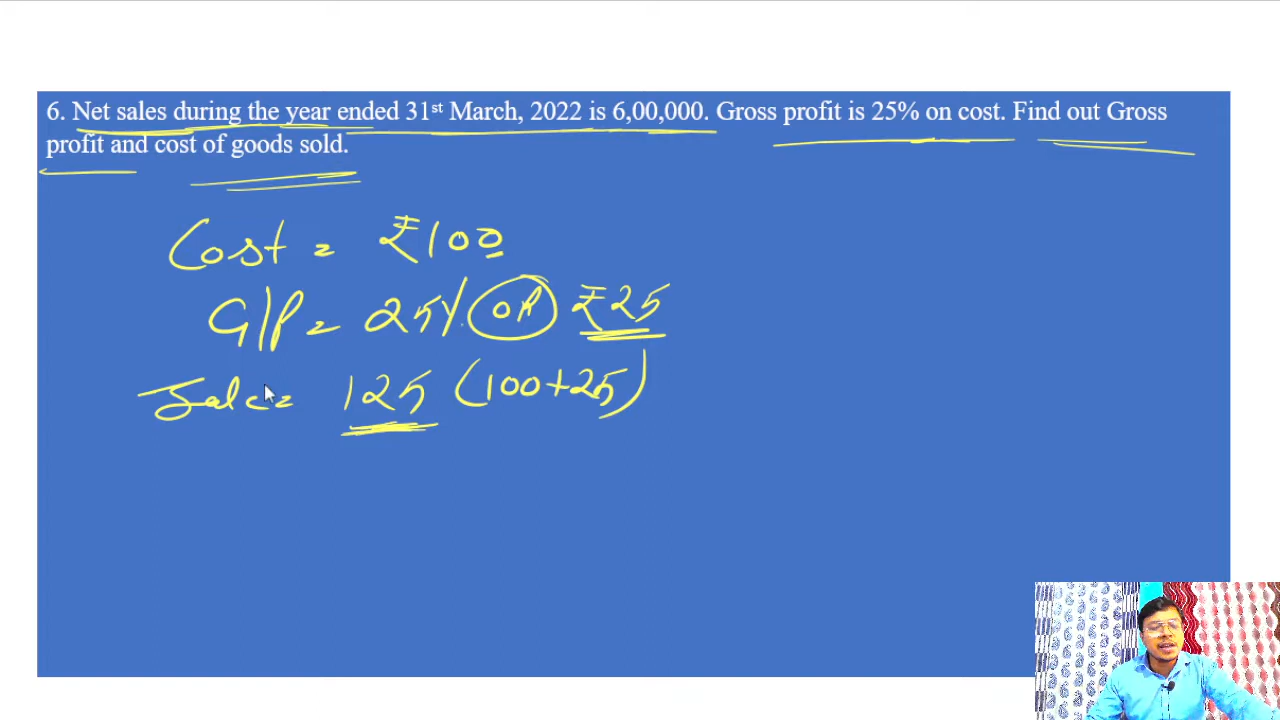 6. Net sales during the year ended 31st March, 2022 is 6,00,000. Gross profit is 25% on cost. Find out Gross
profit and cost of goods sold.
Cost = ₹100
G/P = 25% OR ₹25
Sale = 125 (100+25)